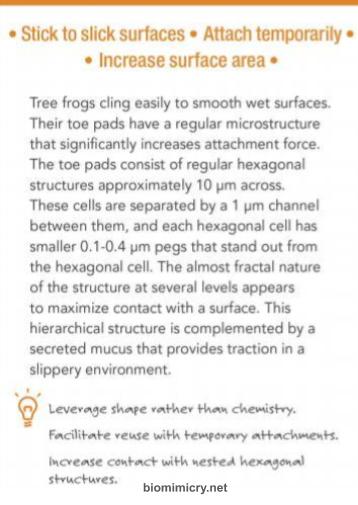 • Stick to slick surfaces • Attach temporarily •
• Increase surface area •
Tree frogs cling easily to smooth wet surfaces.
Their toe pads have a regular microstructure
that significantly increases attachment force.
The toe pads consist of regular hexagonal
structures approximately 10 µm across.
These cells are separated by a 1 µm channel
between them, and each hexagonal cell has
smaller 0.1-0.4 µm pegs that stand out from
the hexagonal cell. The almost fractal nature
of the structure at several levels appears
to maximize contact with a surface. This
hierarchical structure is complemented by a
secreted mucus that provides traction in a
slippery environment.
Leverage shape rather than chemistry.
Facilitate reuse with temporary attachments.
Increase contact with nested hexagonal
structures.
biomimicry.net